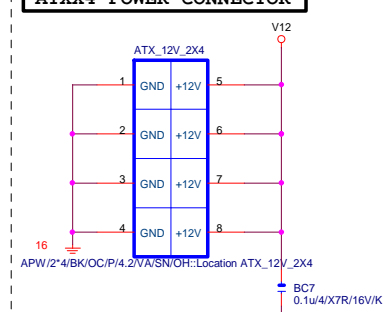 ATXX4 POWER CONNECTOR
V12
ATX_12V_2X4
1 GND +12V 5
2 GND +12V 6
3 GND +12V 7
4 GND +12V 8
16
APW/2*4/BK/OC/P/4.2/VA/SN/OH::Location ATX_12V_2X4
BC7
0.1u/4/X7R/16V/K